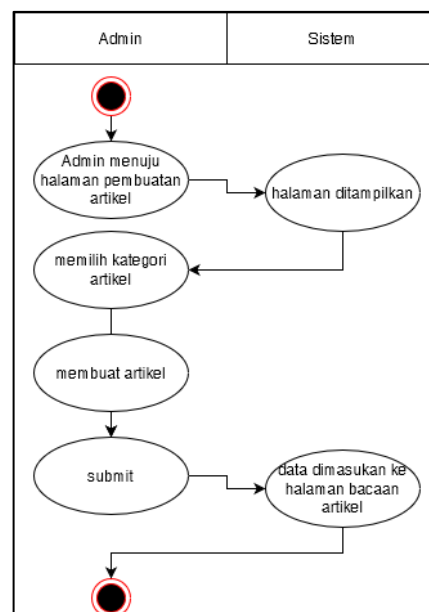 Admin
Sistem
Admin menuju
halaman pembuatan
artikel
halaman ditampilkan
memilih kategori
artikel
membuat artikel
submit
data dimasukan ke
halaman bacaan
artikel